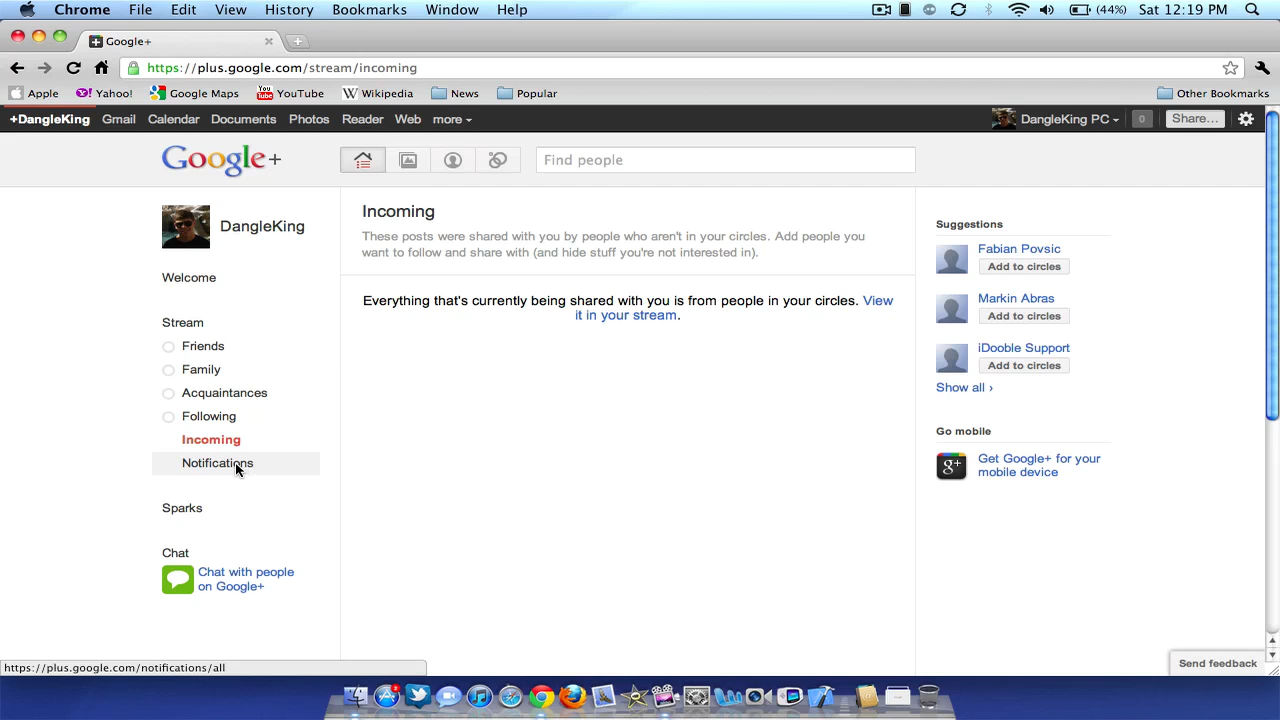 Chrome File Edit View History Bookmarks Window Help (44%) Sat 12:19 PM
Google+
https://plus.google.com/stream/incoming
Apple Yahoo! Google Maps YouTube Wikipedia News Popular Other Bookmarks
+DangleKing Gmail Calendar Documents Photos Reader Web more DangleKing PC 0 Share…
Google+ Find people
DangleKing
Welcome
Stream
Friends
Family
Acquaintances
Following
Incoming
Notifications
Sparks
Chat
Chat with people
on Google+
Incoming
These posts were shared with you by people who aren't in your circles. Add people you
want to follow and share with (and hide stuff you're not interested in).
Everything that's currently being shared with you is from people in your circles. View
it in your stream.
Suggestions
Fabian Povsic
Add to circles
Markin Abras
Add to circles
iDooble Support
Add to circles
Show all ›
Go mobile
g+
Get Google+ for your
mobile device
Send feedback
https://plus.google.com/notifications/all